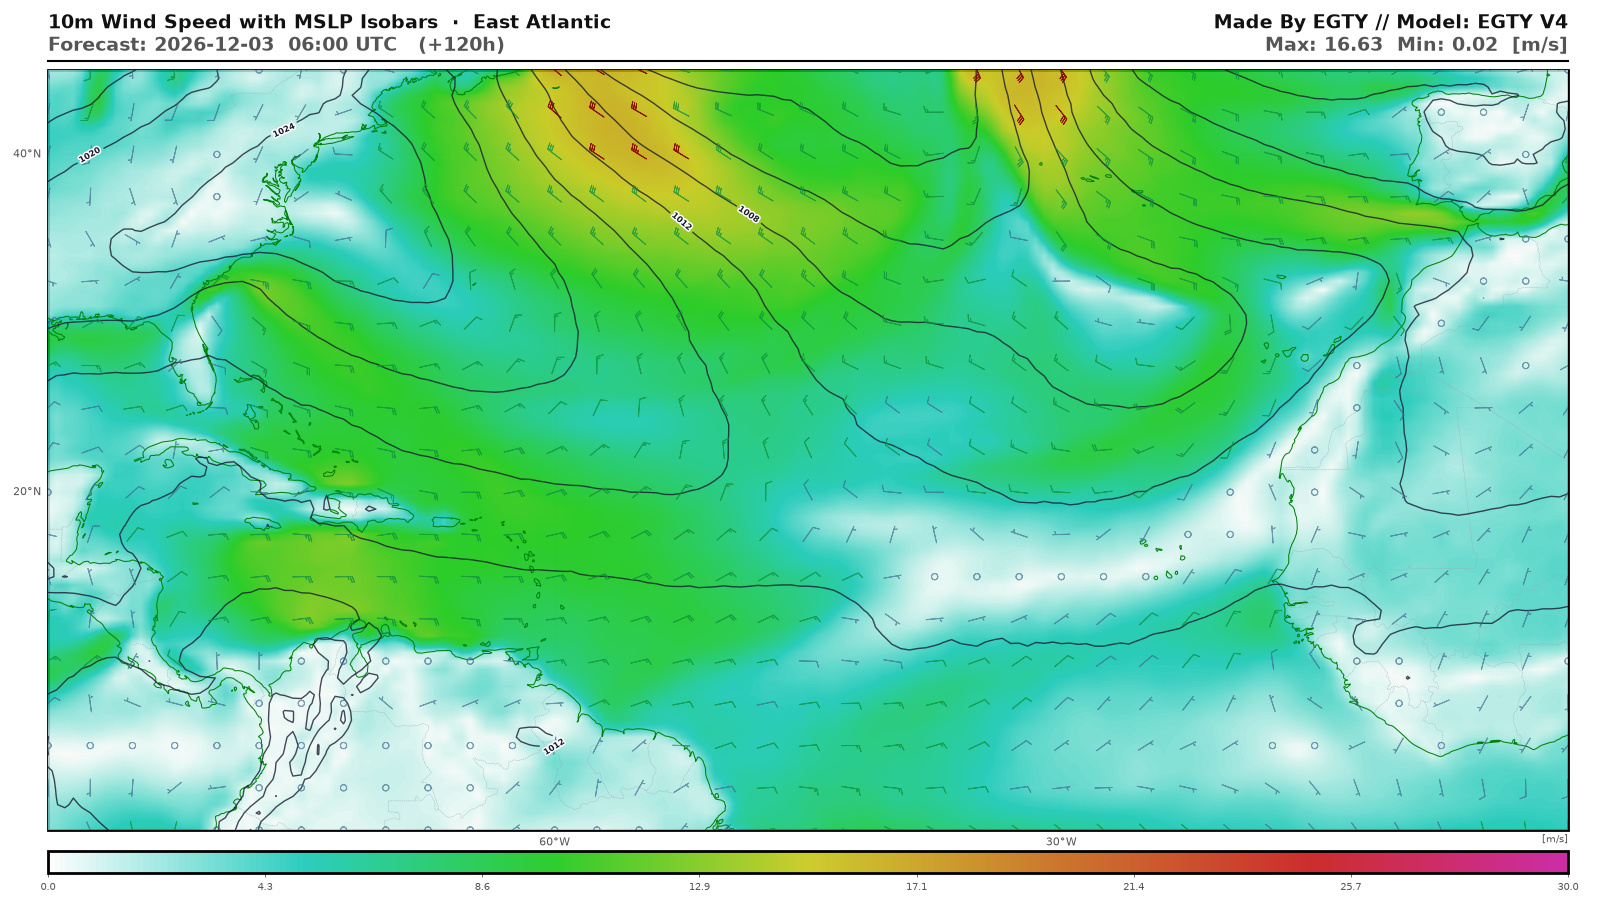 10m Wind Speed with MSLP Isobars · East Atlantic
Made By EGTY // Model: EGTY V4
Forecast: 2026-12-03 06:00 UTC (+120h)
Max: 16.63 Min: 0.02 [m/s]
1024
1020
40°N
1008
1012
20°N
1012
60°W
30°W
[m/s]
0.0 4.3 8.6 12.9 17.1 21.4 25.7 30.0